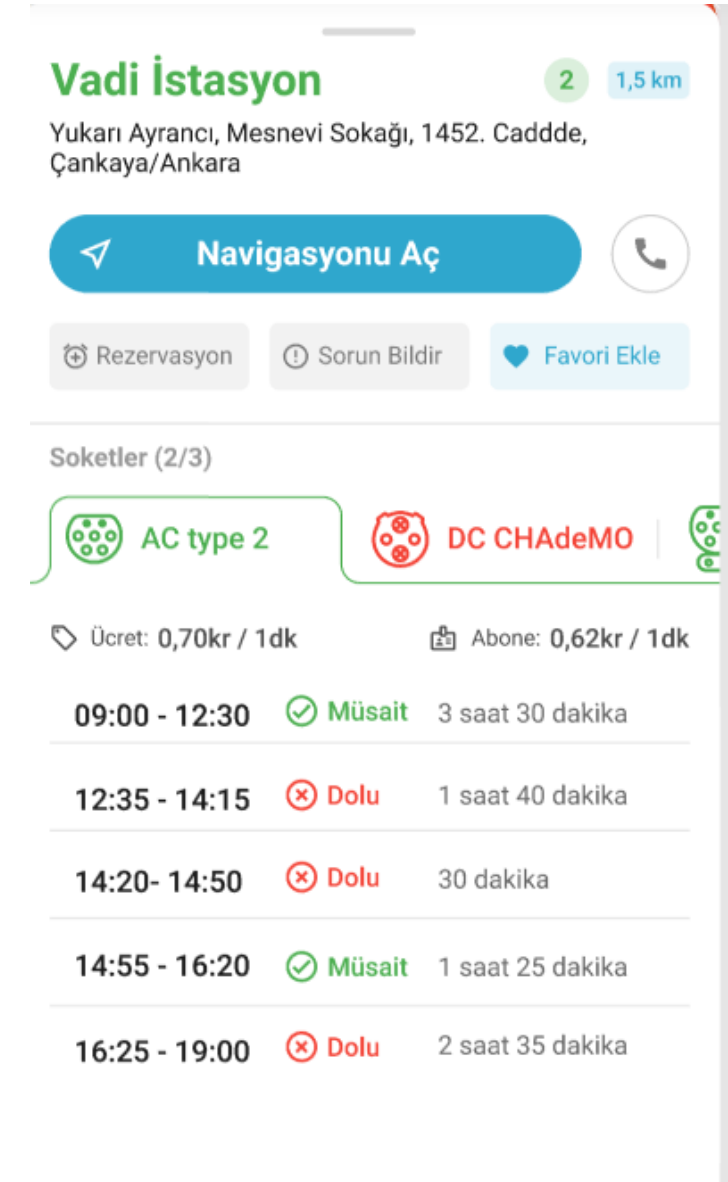 Vadi İstasyon 2 1,5 km
Yukarı Ayrancı, Mesnevi Sokağı, 1452. Caddde,
Çankaya/Ankara
Navigasyonu Aç
Rezervasyon Sorun Bildir Favori Ekle
Soketler (2/3)
AC type 2 DC CHAdeMO
Ücret: 0,70kr / 1dk Abone: 0,62kr / 1dk
09:00 - 12:30 Müsait 3 saat 30 dakika
12:35 - 14:15 Dolu 1 saat 40 dakika
14:20- 14:50 Dolu 30 dakika
14:55 - 16:20 Müsait 1 saat 25 dakika
16:25 - 19:00 Dolu 2 saat 35 dakika